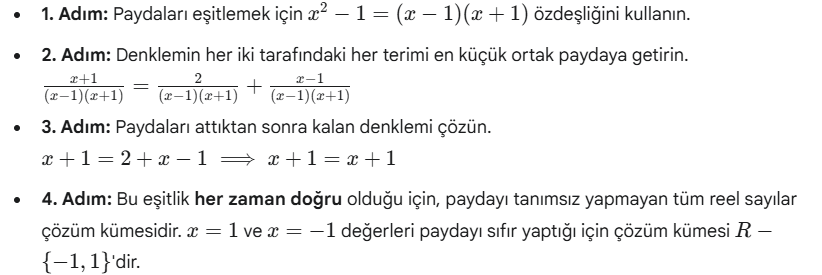 • 1. Adım: Paydaları eşitlemek için x² − 1 = (x − 1)(x + 1) özdeşliğini kullanın.
• 2. Adım: Denklemin her iki tarafındaki her terimi en küçük ortak paydaya getirin.
\frac{x+1}{(x−1)(x+1)} = \frac{2}{(x−1)(x+1)} + \frac{x−1}{(x−1)(x+1)}
• 3. Adım: Paydaları attıktan sonra kalan denklemi çözün.
x + 1 = 2 + x − 1 ⟹ x + 1 = x + 1
• 4. Adım: Bu eşitlik her zaman doğru olduğu için, paydayı tanımsız yapmayan tüm reel sayılar
çözüm kümesidir. x = 1 ve x = −1 değerleri paydayı sıfır yaptığı için çözüm kümesi R −
{−1, 1}'dir.